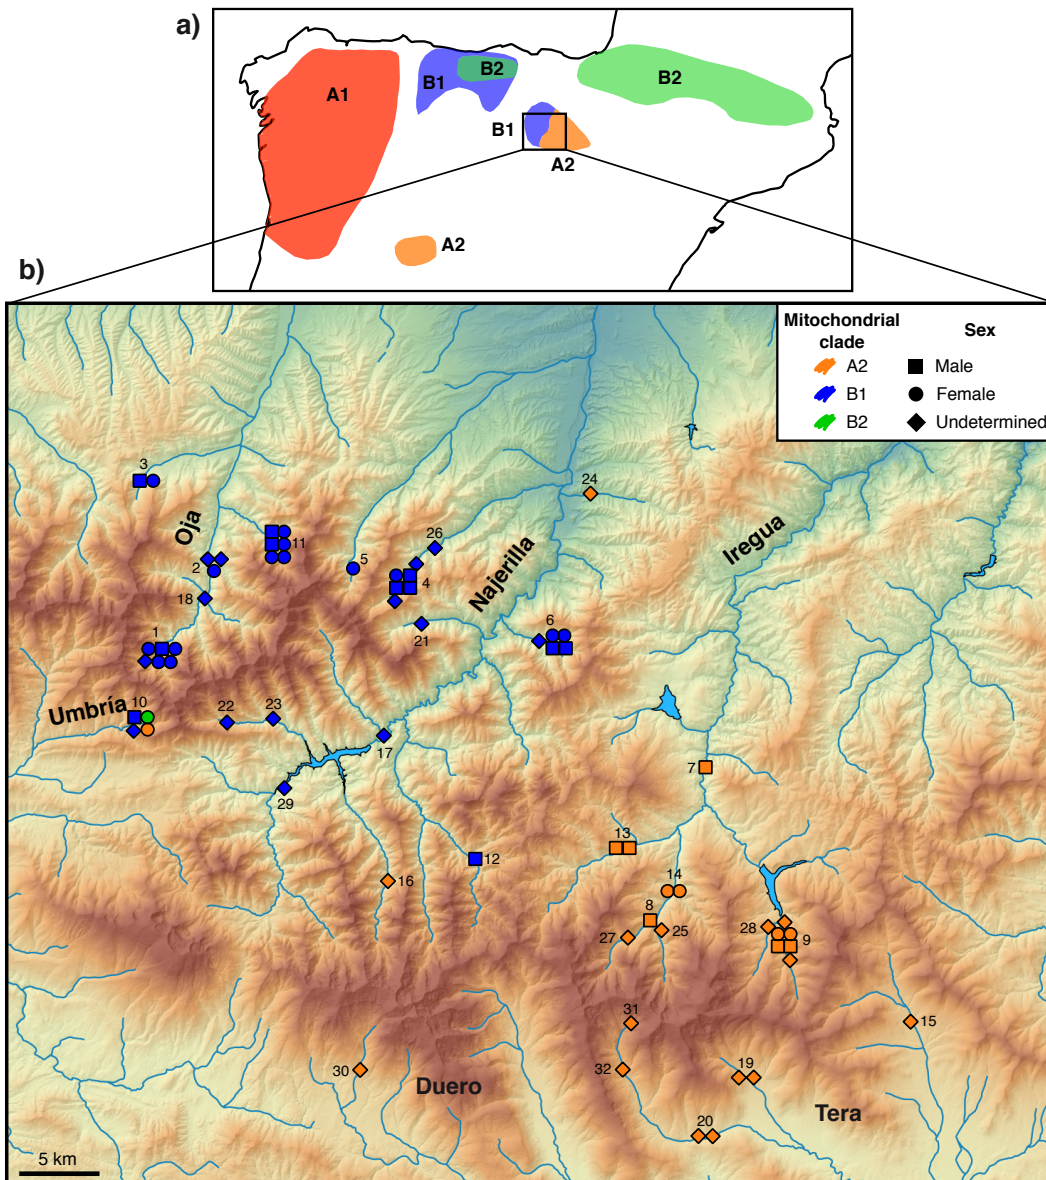 a)
A1
B1
B2
B2
B1
A2
A2
b)
Mitochondrial
clade
Sex
A2
Male
B1
Female
B2
Undetermined
3
24
Oja
11
26
Iregua
5
2
4
Najerilla
18
21
6
1
Umbría
10
22
23
17
7
29
13
12
16
14
8
28
9
27
25
31
15
30
32
19
Duero
Tera
20
5 km